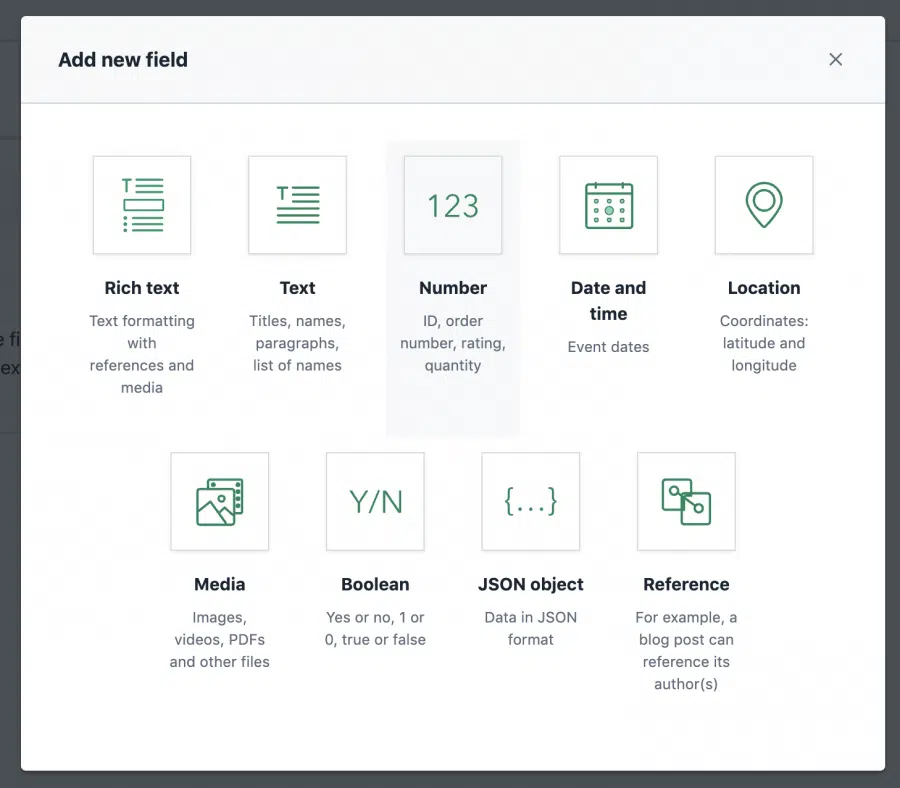 Add new field
123
Rich text
Text formatting
with
references and
media
Text
Titles, names,
paragraphs,
list of names
Number
ID, order
number, rating,
quantity
Date and
time
Event dates
Location
Coordinates:
latitude and
longitude
Y/N
{...}
Media
Images,
videos, PDFs
and other files
Boolean
Yes or no, 1 or
0, true or false
JSON object
Data in JSON
format
Reference
For example, a
blog post can
reference its
author(s)